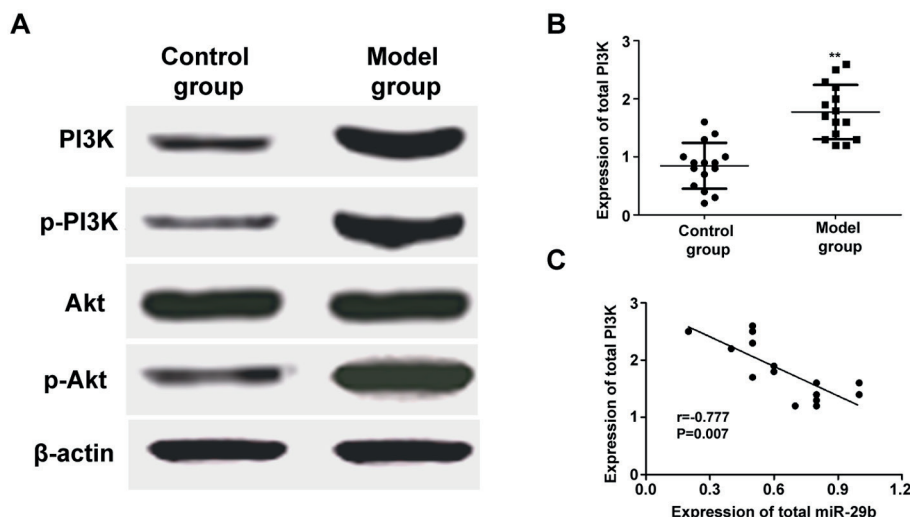 A
Control
group
Model
group
PI3K
p-PI3K
Akt
p-Akt
β-actin
B
Expression of total PI3K
3
2
1
0
**
Control
group
Model
group
C
Expression of total PI3K
3
2
1
0
r=-0.777
P=0.007
0.0 0.3 0.6 0.9 1.2
Expression of total miR-29b